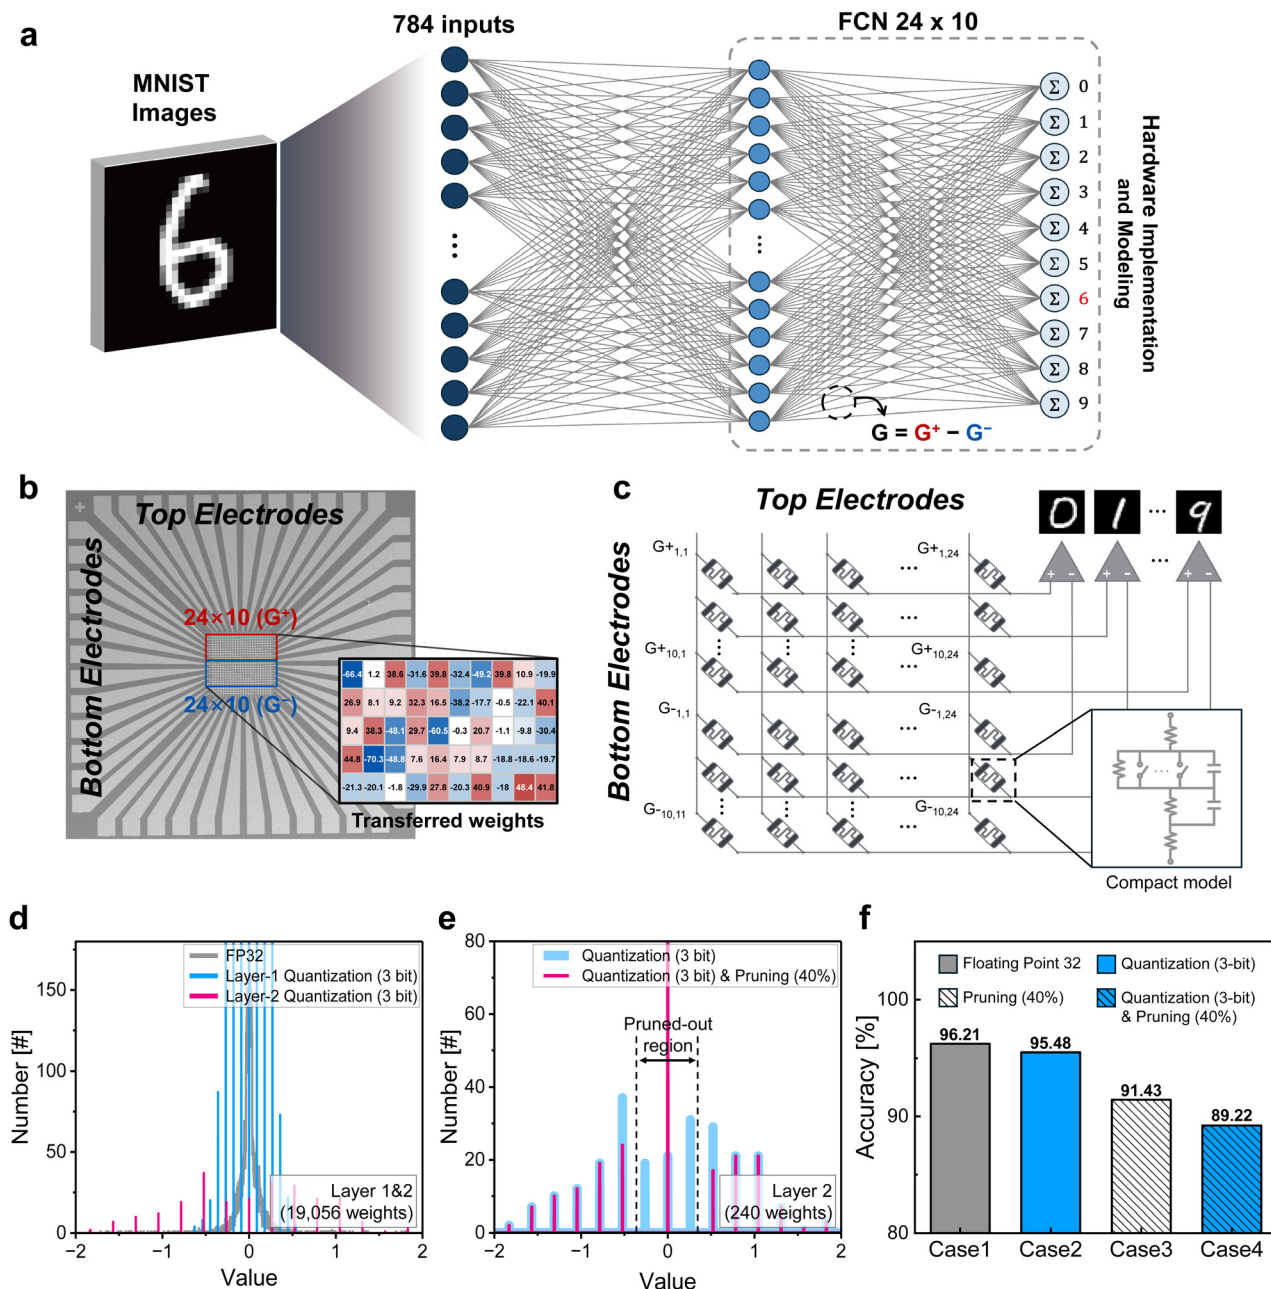 a
784 inputs
FCN 24 x 10
MNIST
Images
Σ 0
Σ 1
Σ 2
Σ 3
Σ 4
Σ 5
Σ 6
Σ 7
Σ 8
Σ 9
Hardware Implementation
and Modeling
G = G⁺ − G⁻
b
Top Electrodes
Bottom Electrodes
24×10 (G⁺)
24×10 (G⁻)
-66.4 1.2 38.6 -31.6 39.8 -32.4 -49.2 39.8 10.9 -19.9
26.9 8.1 9.2 32.3 16.5 -38.2 -17.7 -0.5 -22.1 40.1
9.4 38.3 -48.1 29.7 -60.5 -0.3 20.7 -1.1 -9.8 -30.4
44.8 -70.3 -48.8 7.6 16.4 7.9 8.7 -18.8 -18.6 -19.7
-21.3 -20.1 -1.8 -29.9 27.8 -20.3 40.9 -18 48.4 41.8
Transferred weights
c
Top Electrodes
Bottom Electrodes
0 1 ... 9
G+1,1
G+1,24
+ − + − ... + −
G+10,1
G+10,24
G-1,1
G-1,24
G-10,11
G-10,24
Compact model
d
FP32
Layer-1 Quantization (3 bit)
Layer-2 Quantization (3 bit)
Number [#]
150
100
50
0
Layer 1&2
(19,056 weights)
−2 −1 0 1 2
Value
e
Quantization (3 bit)
Quantization (3 bit) & Pruning (40%)
Pruned-out
region
Number [#]
80
60
40
20
0
Layer 2
(240 weights)
−2 −1 0 1 2
Value
f
Floating Point 32
Quantization (3-bit)
Pruning (40%)
Quantization (3-bit)
& Pruning (40%)
Accuracy [%]
100
90
80
96.21
95.48
91.43
89.22
Case1 Case2 Case3 Case4